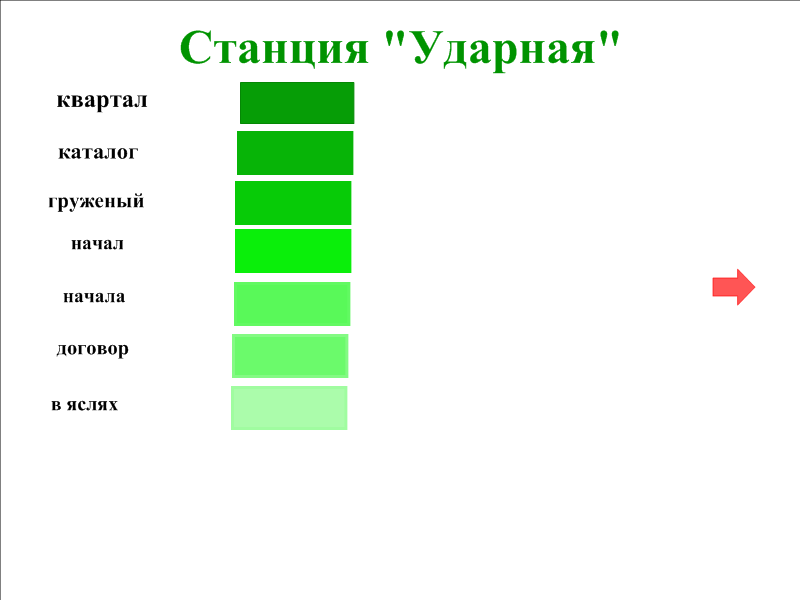 Станция "Ударная"
квартал
каталог
груженый
начал
начала
договор
в яслях